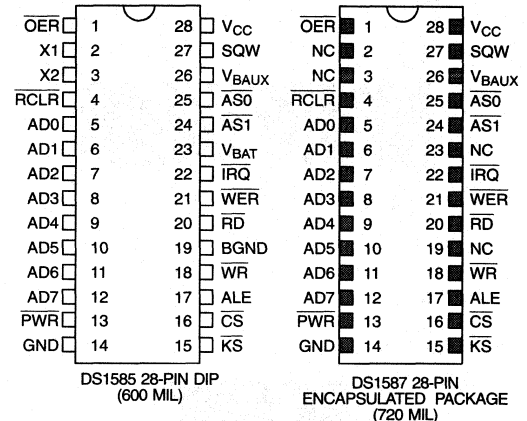 OER 1 28 VCC OER 1 28 VCC
X1 2 27 SQW NC 2 27 SQW
X2 3 26 VBAUX NC 3 26 VBAUX
RCLR 4 25 AS0 RCLR 4 25 AS0
AD0 5 24 AS1 AD0 5 24 AS1
AD1 6 23 VBAT AD1 6 23 NC
AD2 7 22 IRQ AD2 7 22 IRQ
AD3 8 21 WER AD3 8 21 WER
AD4 9 20 RD AD4 9 20 RD
AD5 10 19 BGND AD5 10 19 NC
AD6 11 18 WR AD6 11 18 WR
AD7 12 17 ALE AD7 12 17 ALE
PWR 13 16 CS PWR 13 16 CS
GND 14 15 KS GND 14 15 KS
DS1585 28-PIN DIP
(600 MIL)
DS1587 28-PIN
ENCAPSULATED PACKAGE
(720 MIL)